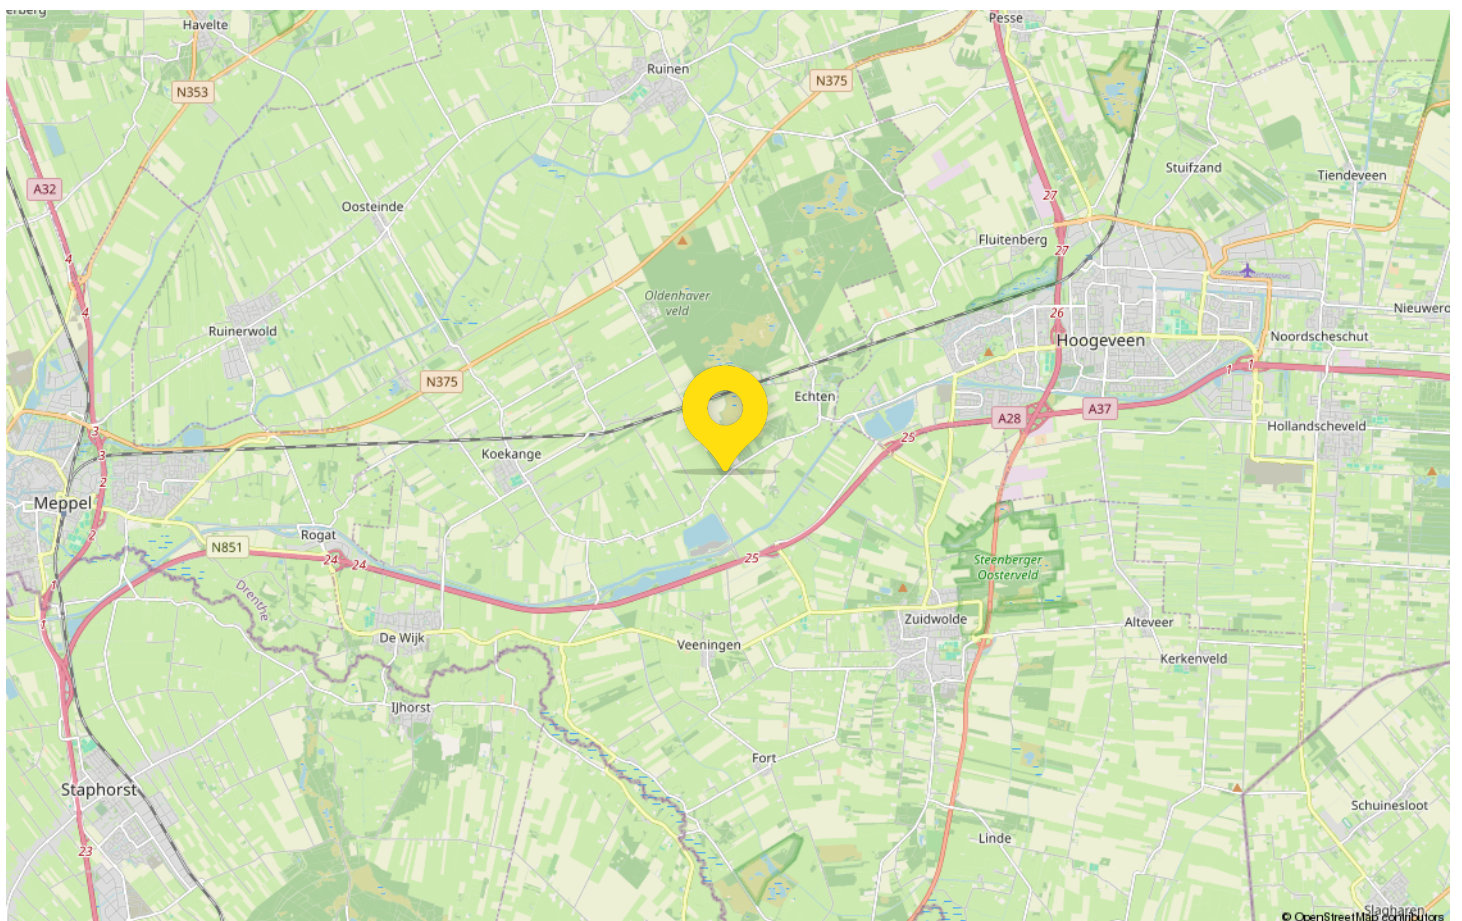 Havelte
Pesse
Ruinen
N375
N353
Stuifzand
Tiendeveen
A32
27
Oosteinde
Fluitenberg
27
4
Oldenhaver
veld
4
Nieuwero
26
Ruinerwold
Noordscheschut
Hoogeveen
1
1
N375
Echten
A28
A37
3
25
Hollandscheveld
3
Koekange
2
Meppel
2
Rogat
N851
24
24
25
Steenberger
Oosterveld
1
Drenthe
1
Zuidwolde
Alteveer
De Wijk
Veeningen
Kerkenveld
IJhorst
Fort
Staphorst
Schuinesloot
Linde
23
Slagharen
© OpenStreetMap contributors